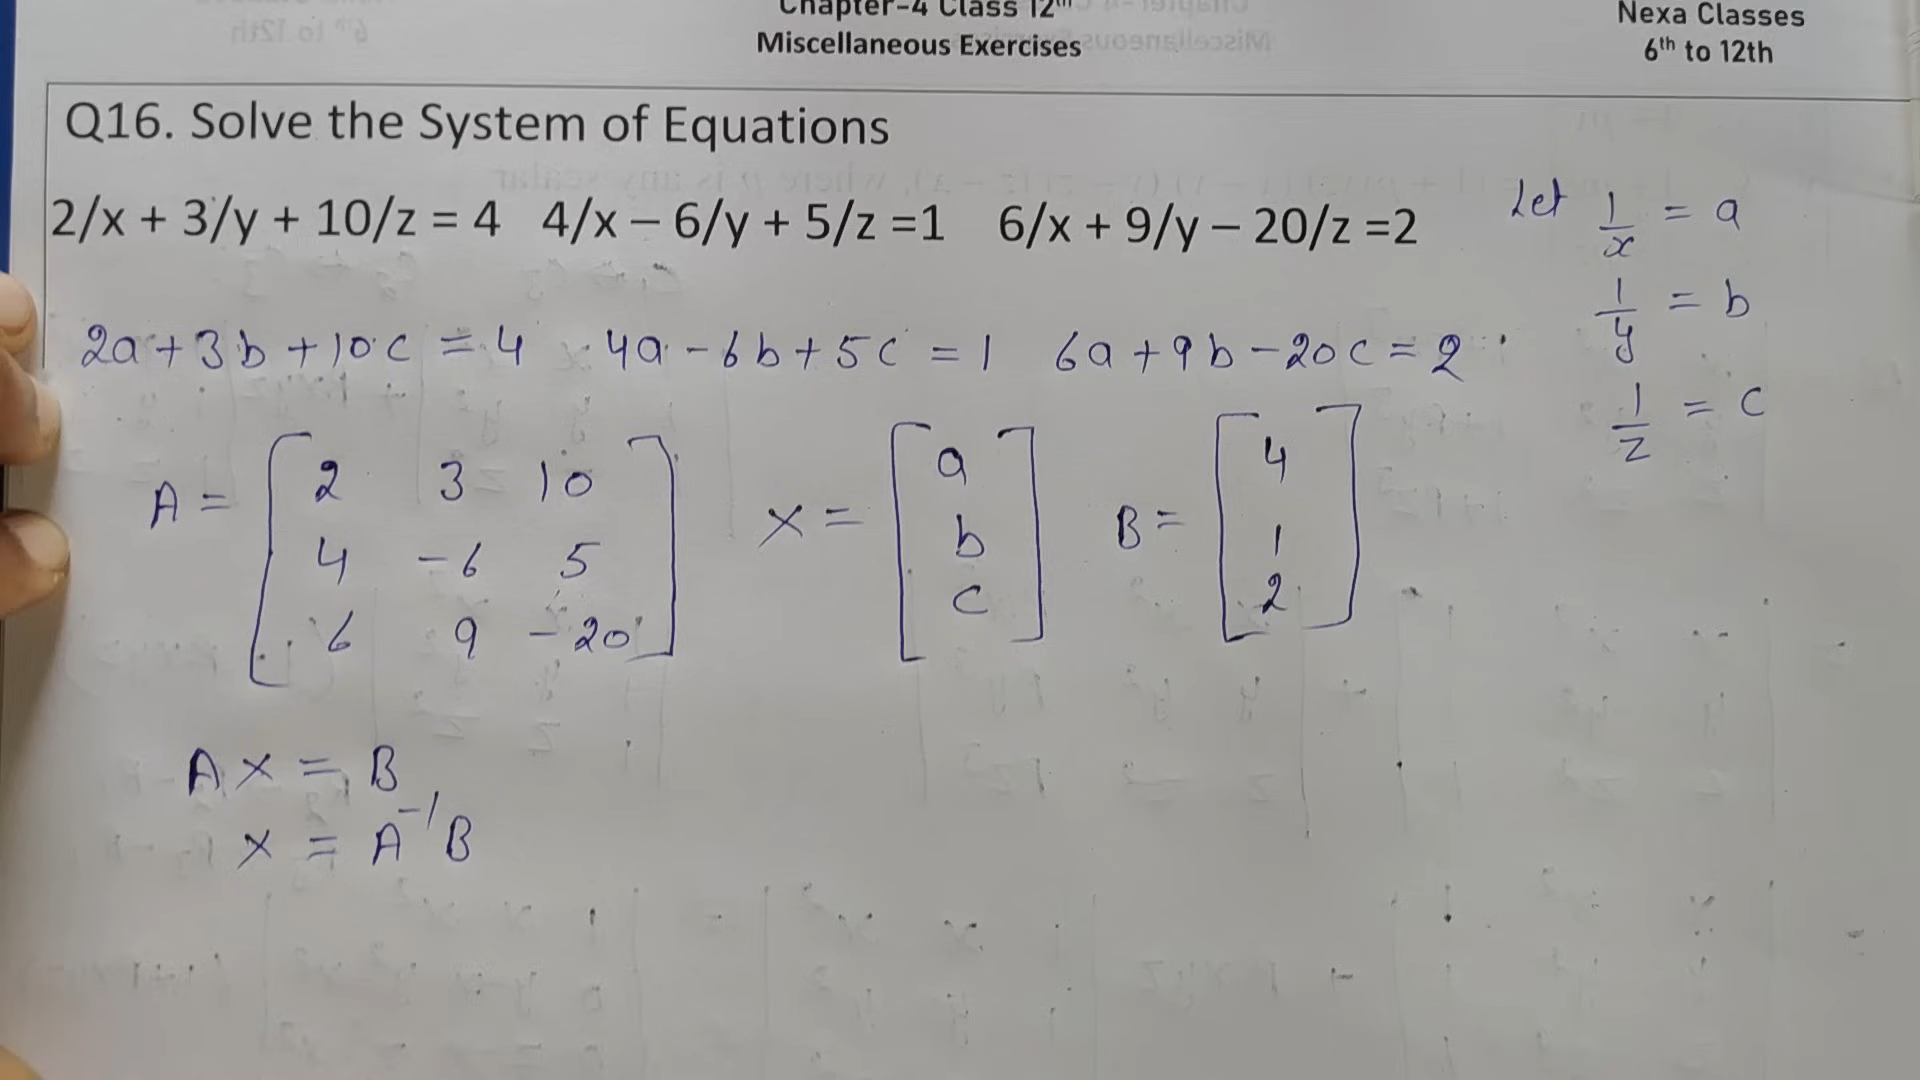 Chapter-4 Class 12th
Miscellaneous Exercises
Nexa Classes
6th to 12th
Q16. Solve the System of Equations
2/x + 3/y + 10/z = 4 4/x – 6/y + 5/z =1 6/x + 9/y – 20/z =2
Let 1/x = a
1/y = b
1/z = c
2a + 3b + 10c = 4 4a - 6b + 5c = 1 6a + 9b - 20c = 2
A = [2 3 10
4 -6 5
6 9 -20]
X = [a
b
c]
B = [4
1
2]
AX = B
X = A⁻¹B